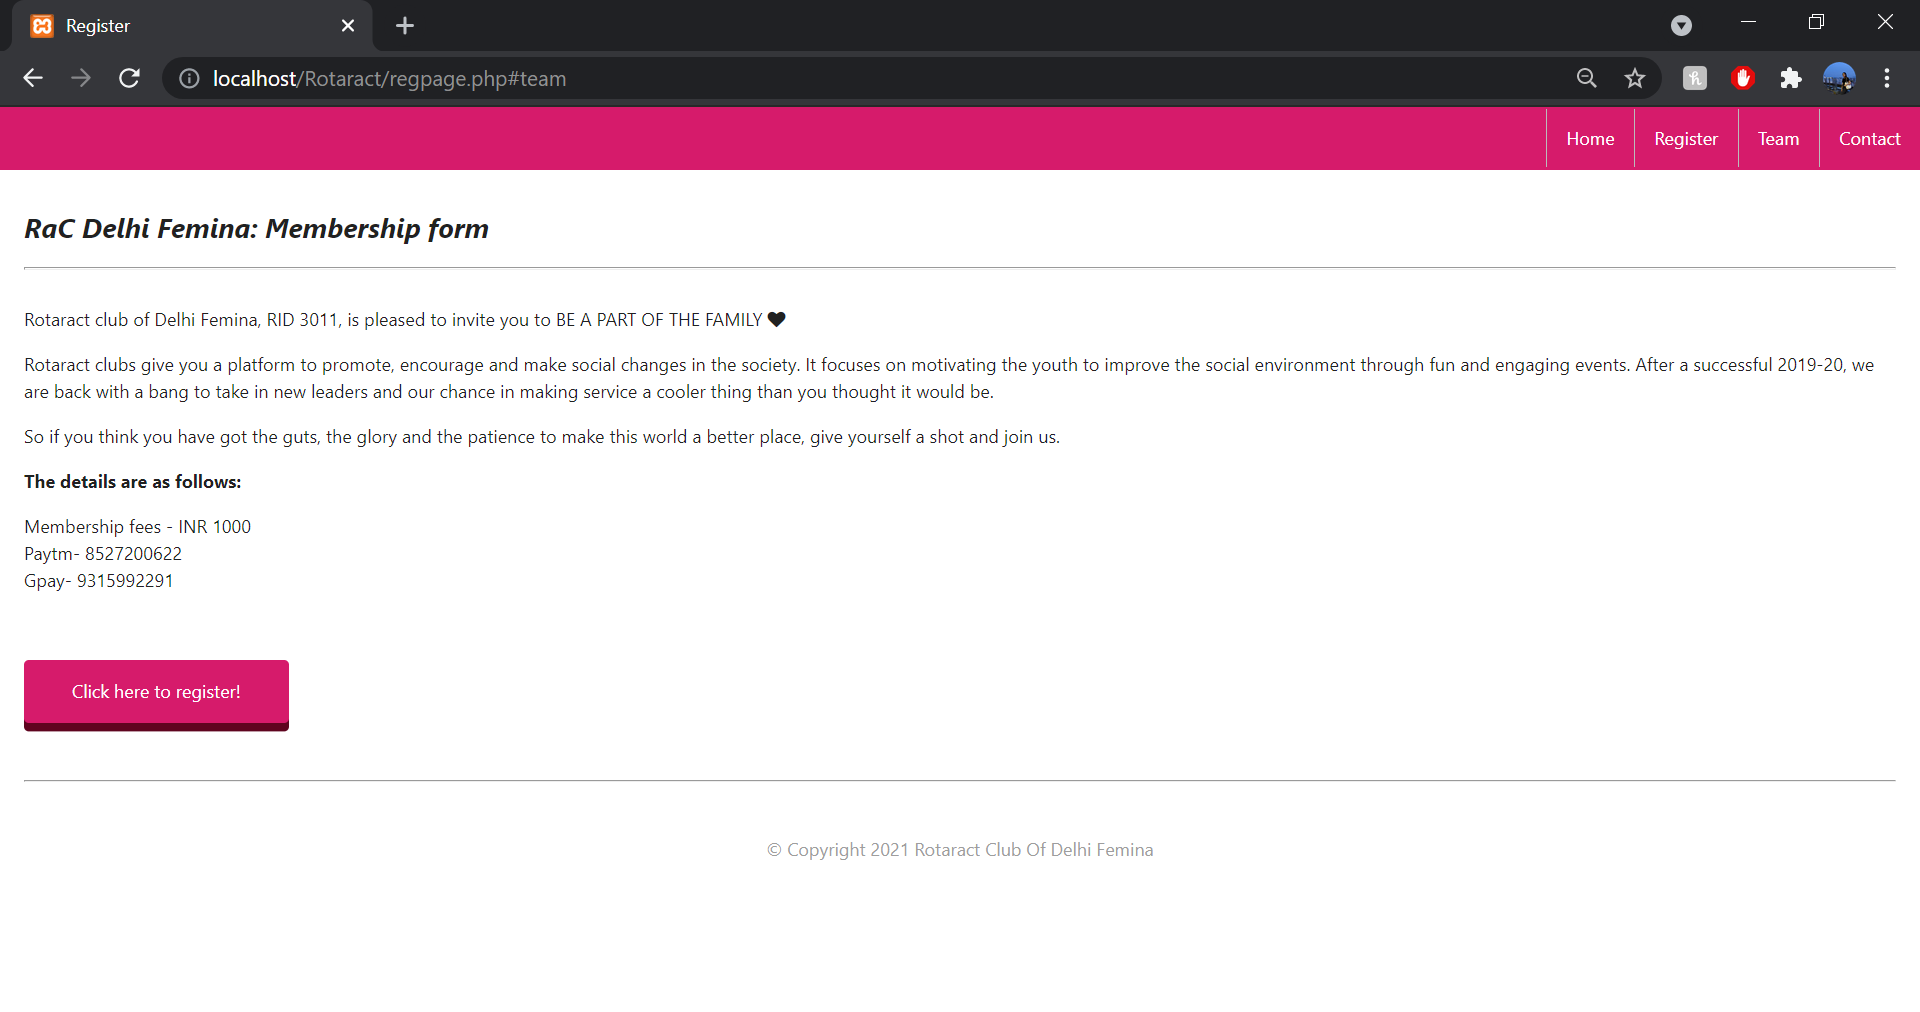 Register
localhost/Rotaract/regpage.php#team
Home Register Team Contact
RaC Delhi Femina: Membership form
Rotaract club of Delhi Femina, RID 3011, is pleased to invite you to BE A PART OF THE FAMILY ♥
Rotaract clubs give you a platform to promote, encourage and make social changes in the society. It focuses on motivating the youth to improve the social environment through fun and engaging events. After a successful 2019-20, we
are back with a bang to take in new leaders and our chance in making service a cooler thing than you thought it would be.
So if you think you have got the guts, the glory and the patience to make this world a better place, give yourself a shot and join us.
The details are as follows:
Membership fees - INR 1000
Paytm- 8527200622
Gpay- 9315992291
Click here to register!
© Copyright 2021 Rotaract Club Of Delhi Femina